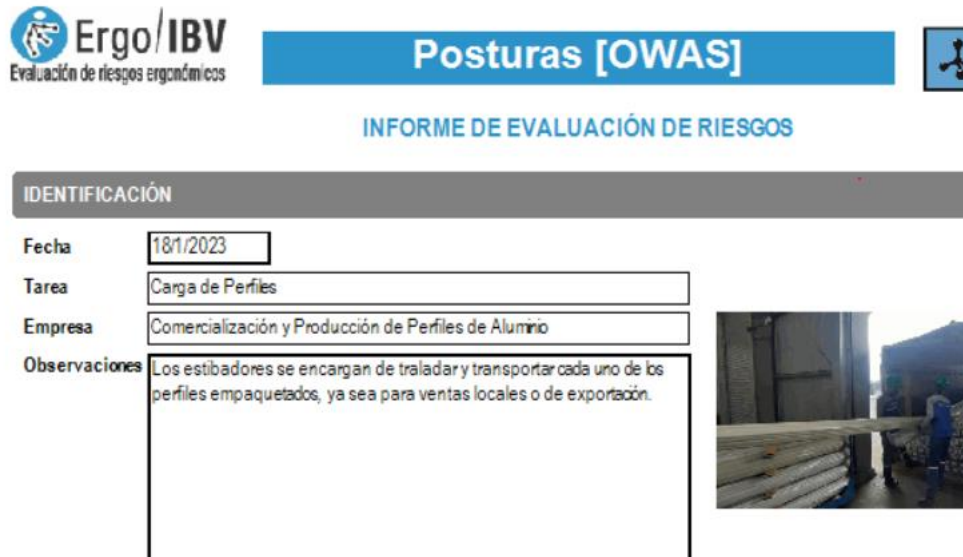 Ergo/IBV
Evaluación de riesgos ergonómicos
Posturas [OWAS]
INFORME DE EVALUACIÓN DE RIESGOS
IDENTIFICACIÓN
Fecha 18/1/2023
Tarea Carga de Perfiles
Empresa Comercialización y Producción de Perfiles de Aluminio
Observaciones Los estibadores se encargan de traladar y transportar cada uno de los
perfiles empaquetados, ya sea para ventas locales o de exportación.